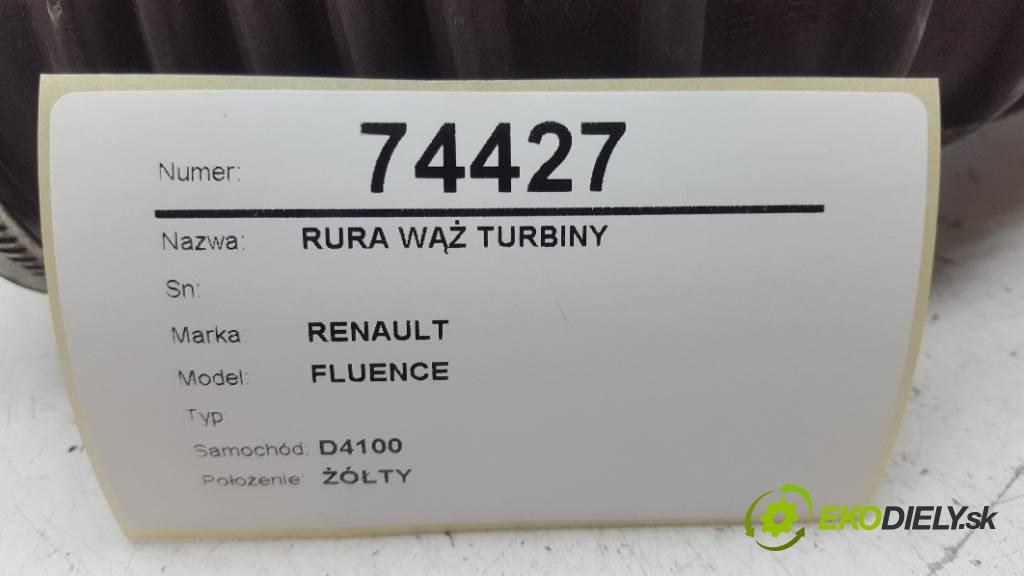 Numer: 74427
Nazwa: RURA WĄŻ TURBINY
Sn:
Marka: RENAULT
Model: FLUENCE
Typ:
Samochód: D4100
Położenie: ŻÓŁTY
EKODIELY.sk